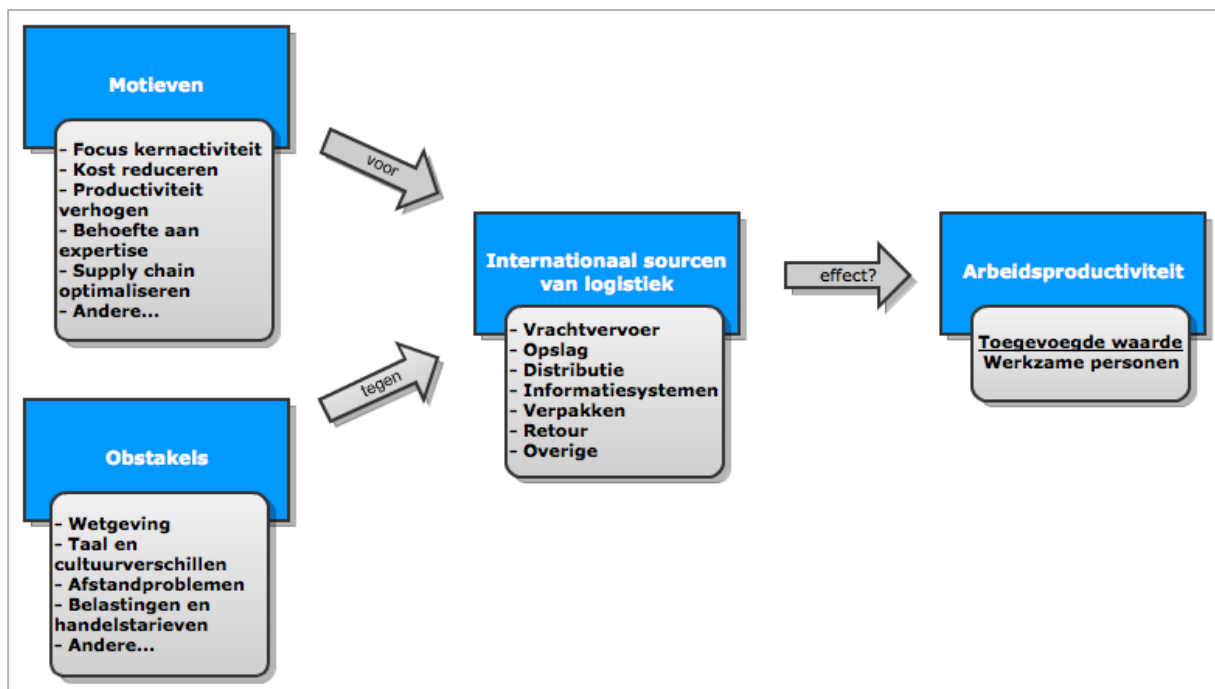 Motieven
- Focus kernactiviteit
- Kost reduceren
- Productiviteit
verhogen
- Behoefte aan
expertise
- Supply chain
optimaliseren
- Andere...
voor
Obstakels
- Wetgeving
- Taal en
cultuurverschillen
- Afstandproblemen
- Belastingen en
handelstarieven
- Andere...
tegen
Internationaal sourcen
van logistiek
- Vrachtvervoer
- Opslag
- Distributie
- Informatiesystemen
- Verpakken
- Retour
- Overige
effect?
Arbeidsproductiviteit
Toegevoegde waarde
Werkzame personen